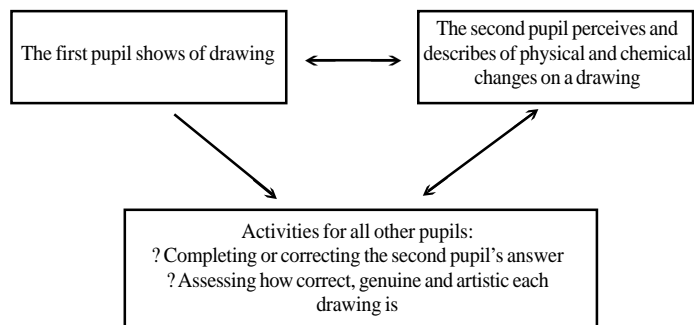 The first pupil shows of drawing
The second pupil perceives and
describes of physical and chemical
changes on a drawing
Activities for all other pupils:
? Completing or correcting the second pupil’s answer
? Assessing how correct, genuine and artistic each
drawing is